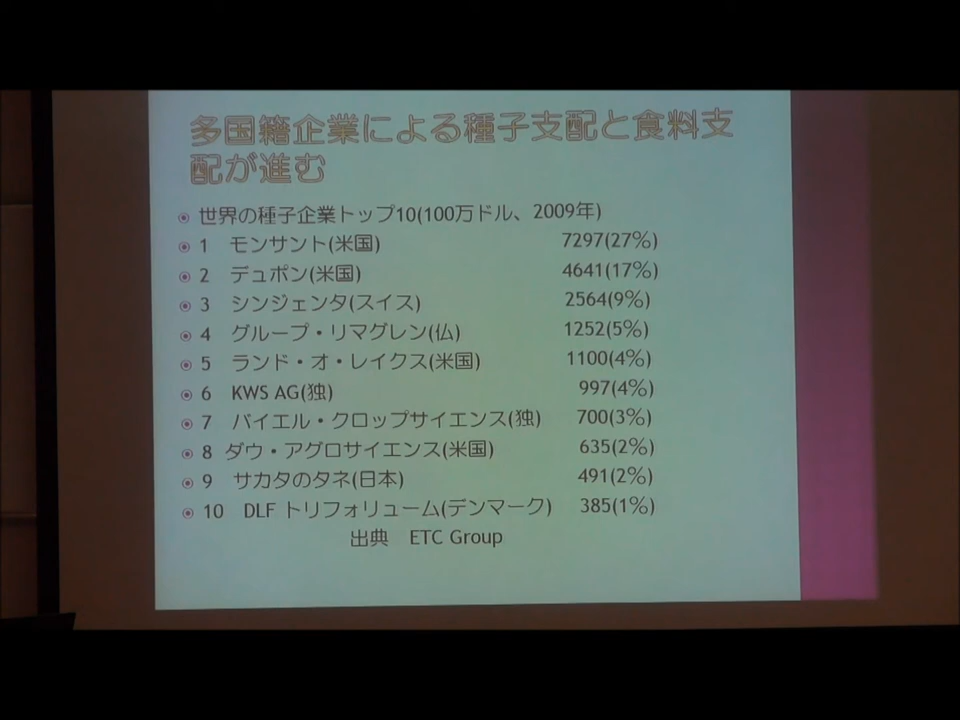 多国籍企業による種子支配と食料支
配が進む
世界の種子企業トップ10(100万ドル、2009年)
1 モンサント(米国) 7297(27%)
2 デュポン(米国) 4641(17%)
3 シンジェンタ(スイス) 2564(9%)
4 グループ・リマグレン(仏) 1252(5%)
5 ランド・オ・レイクス(米国) 1100(4%)
6 KWS AG(独) 997(4%)
7 バイエル・クロップサイエンス(独) 700(3%)
8 ダウ・アグロサイエンス(米国) 635(2%)
9 サカタのタネ(日本) 491(2%)
10 DLF トリフォリューム(デンマーク) 385(1%)
出典 ETC Group